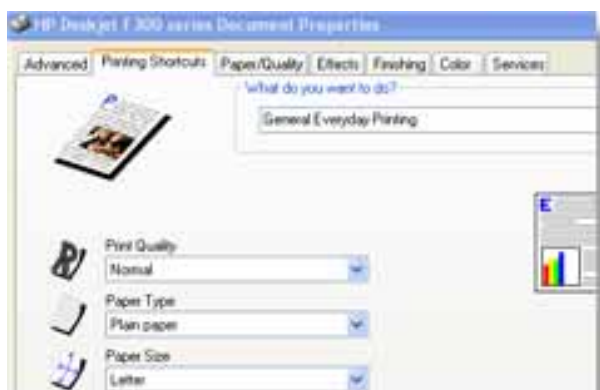 HP Deskjet F300 series Document Properties
Advanced Printing Shortcuts Paper/Quality Effects Finishing Color Services
What do you want to do?
General Everyday Printing
E
Print Quality
Normal
Paper Type
Plain paper
Paper Size
Letter